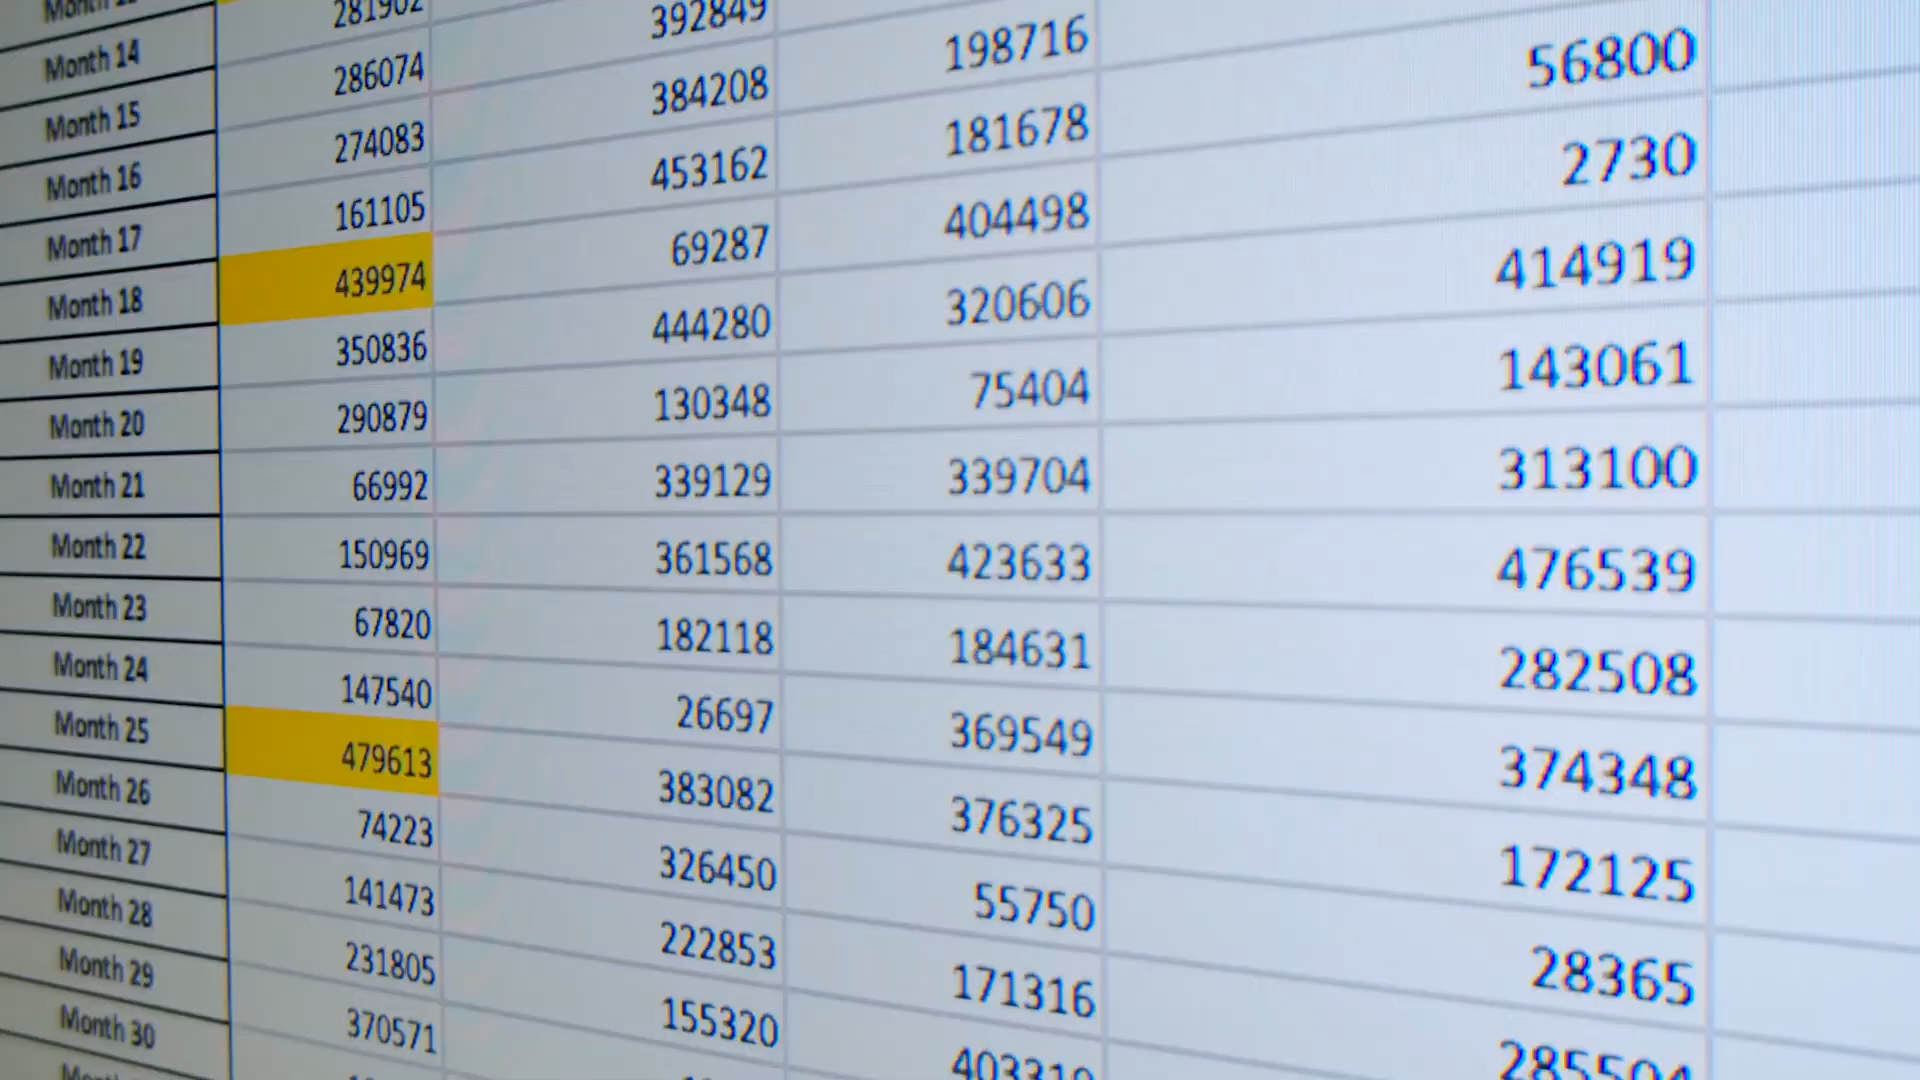 Month 14 281902
Month 15 286074 392849
Month 16 274083 384208 198716
Month 17 161105 453162 181678 56800
Month 18 439974 69287 404498 2730
Month 19 350836 444280 320606 414919
Month 20 290879 130348 75404 143061
Month 21 66992 339129 339704 313100
Month 22 150969 361568 423633 476539
Month 23 67820 182118 184631 282508
Month 24 147540 26697 369549 374348
Month 25 479613 383082 376325 172125
Month 26 74223 326450 55750 28365
Month 27 141473 222853 171316 285504
Month 28 231805 155320 403319
Month 29 370571
Month 30